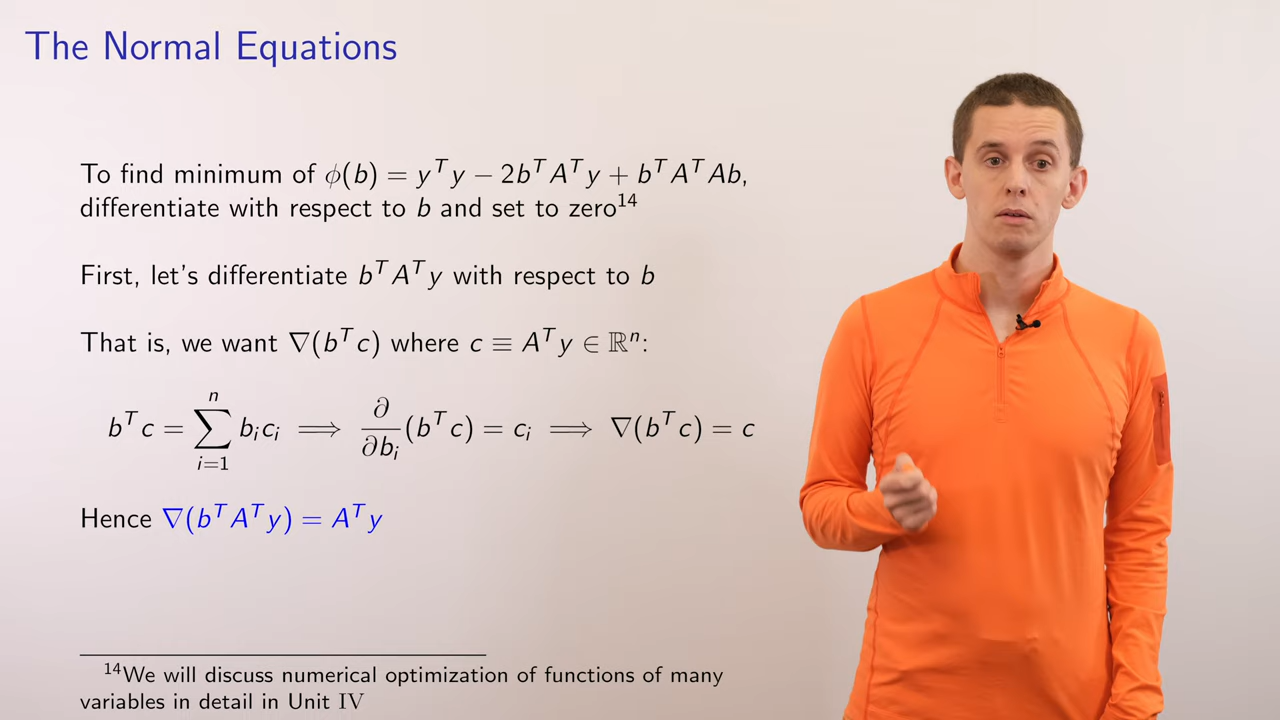 The Normal Equations
To find minimum of ϕ(b) = yᵀy − 2bᵀAᵀy + bᵀAᵀAb,
differentiate with respect to b and set to zero¹⁴
First, let's differentiate bᵀAᵀy with respect to b
That is, we want ∇(bᵀc) where c ≡ Aᵀy ∈ ℝⁿ:
bᵀc = ∑ᵢ₌₁ⁿ bᵢcᵢ ⟹ ∂/∂bᵢ (bᵀc) = cᵢ ⟹ ∇(bᵀc) = c
Hence ∇(bᵀAᵀy) = Aᵀy
¹⁴We will discuss numerical optimization of functions of many
variables in detail in Unit IV